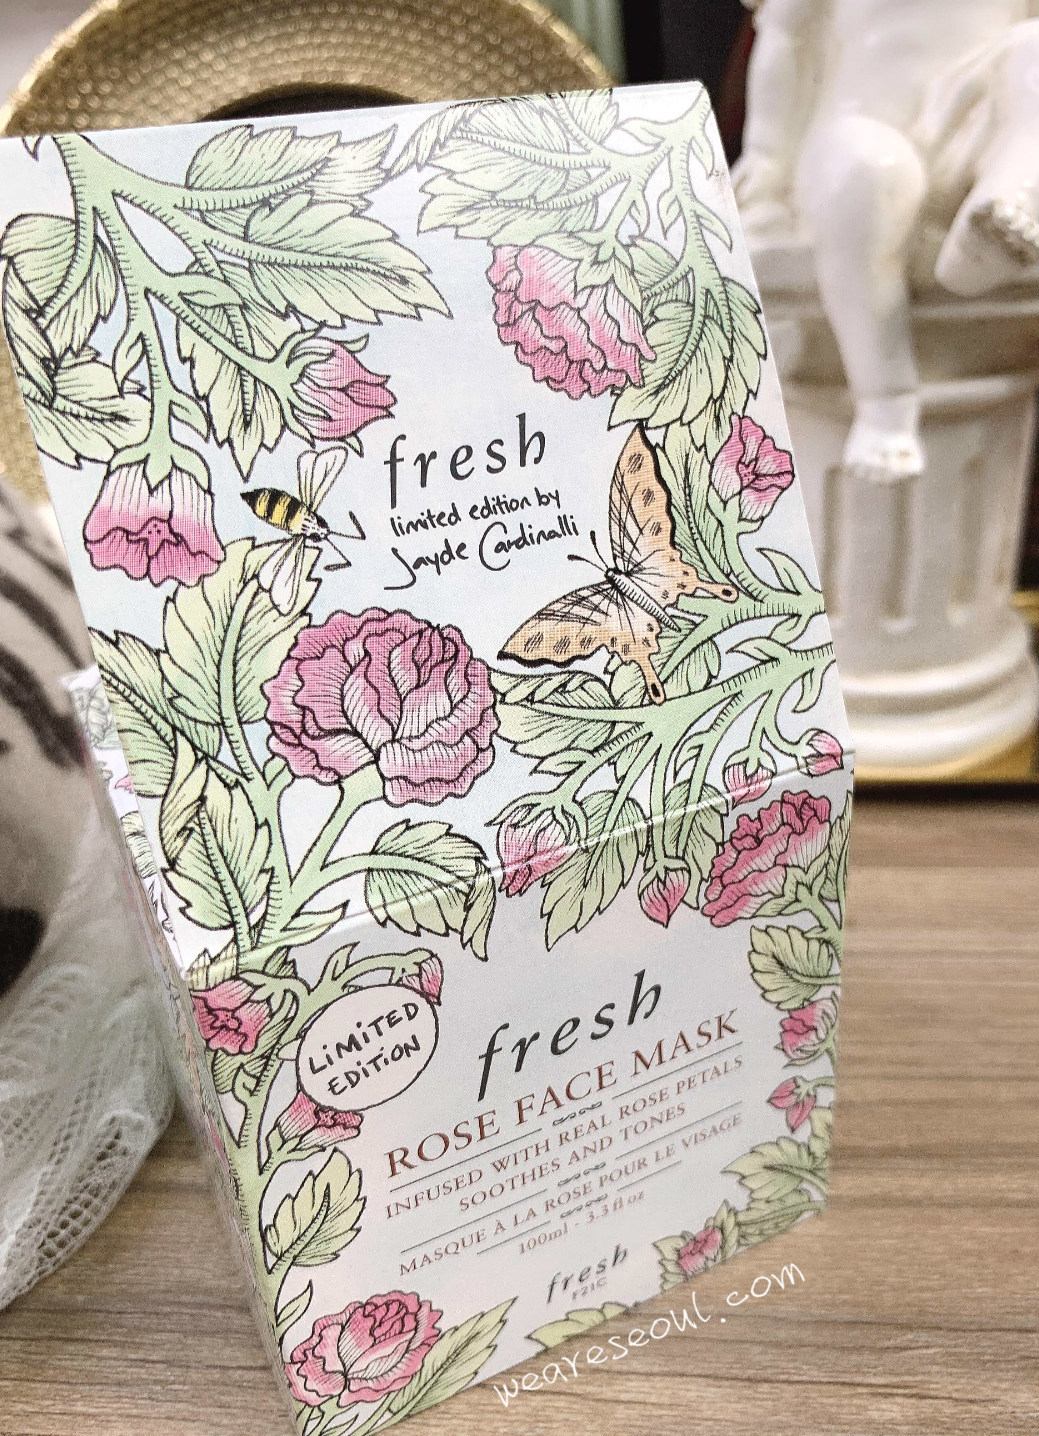 fresh
limited edition by
Jayde Cardinalli
LiMiTED
EDiTiON
fresh
ROSE FACE MASK
INFUSED WITH REAL ROSE PETALS
SOOTHES AND TONES
MASQUE À LA ROSE POUR LE VISAGE
100ml - 3.3 fl oz
fresh
F21C
weareseoul.com